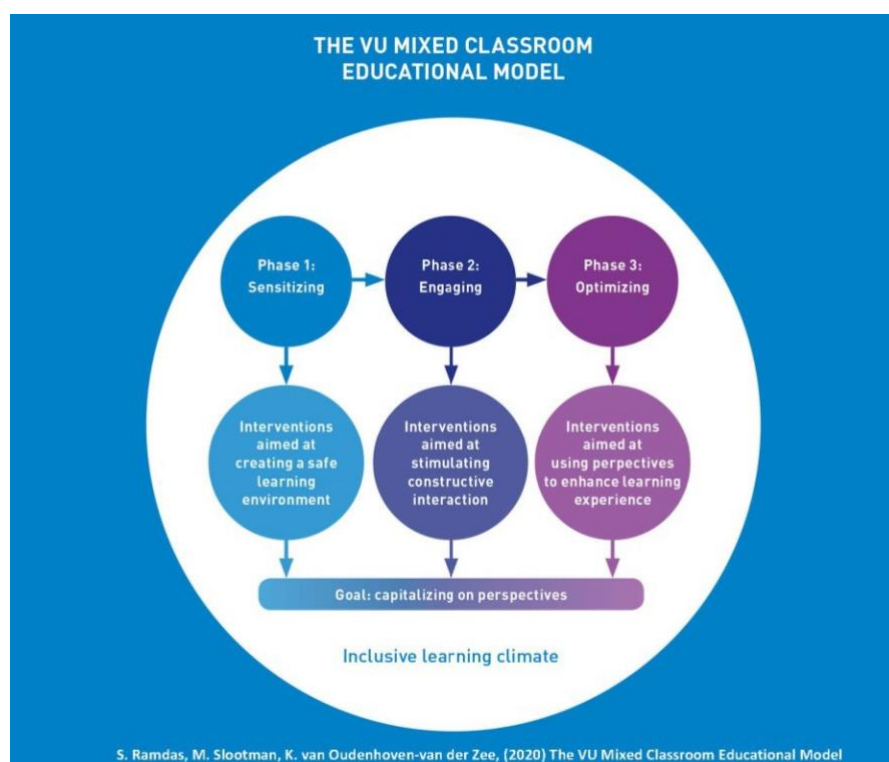 THE VU MIXED CLASSROOM
EDUCATIONAL MODEL
Phase 1:
Sensitizing
Phase 2:
Engaging
Phase 3:
Optimizing
Interventions
aimed at
creating a safe
learning
environment
Interventions
aimed at
stimulating
constructive
interaction
Interventions
aimed at
using perpectives
to enhance learning
experience
Goal: capitalizing on perspectives
Inclusive learning climate
S. Ramdas, M. Slootman, K. van Oudenhoven-van der Zee, (2020) The VU Mixed Classroom Educational Model